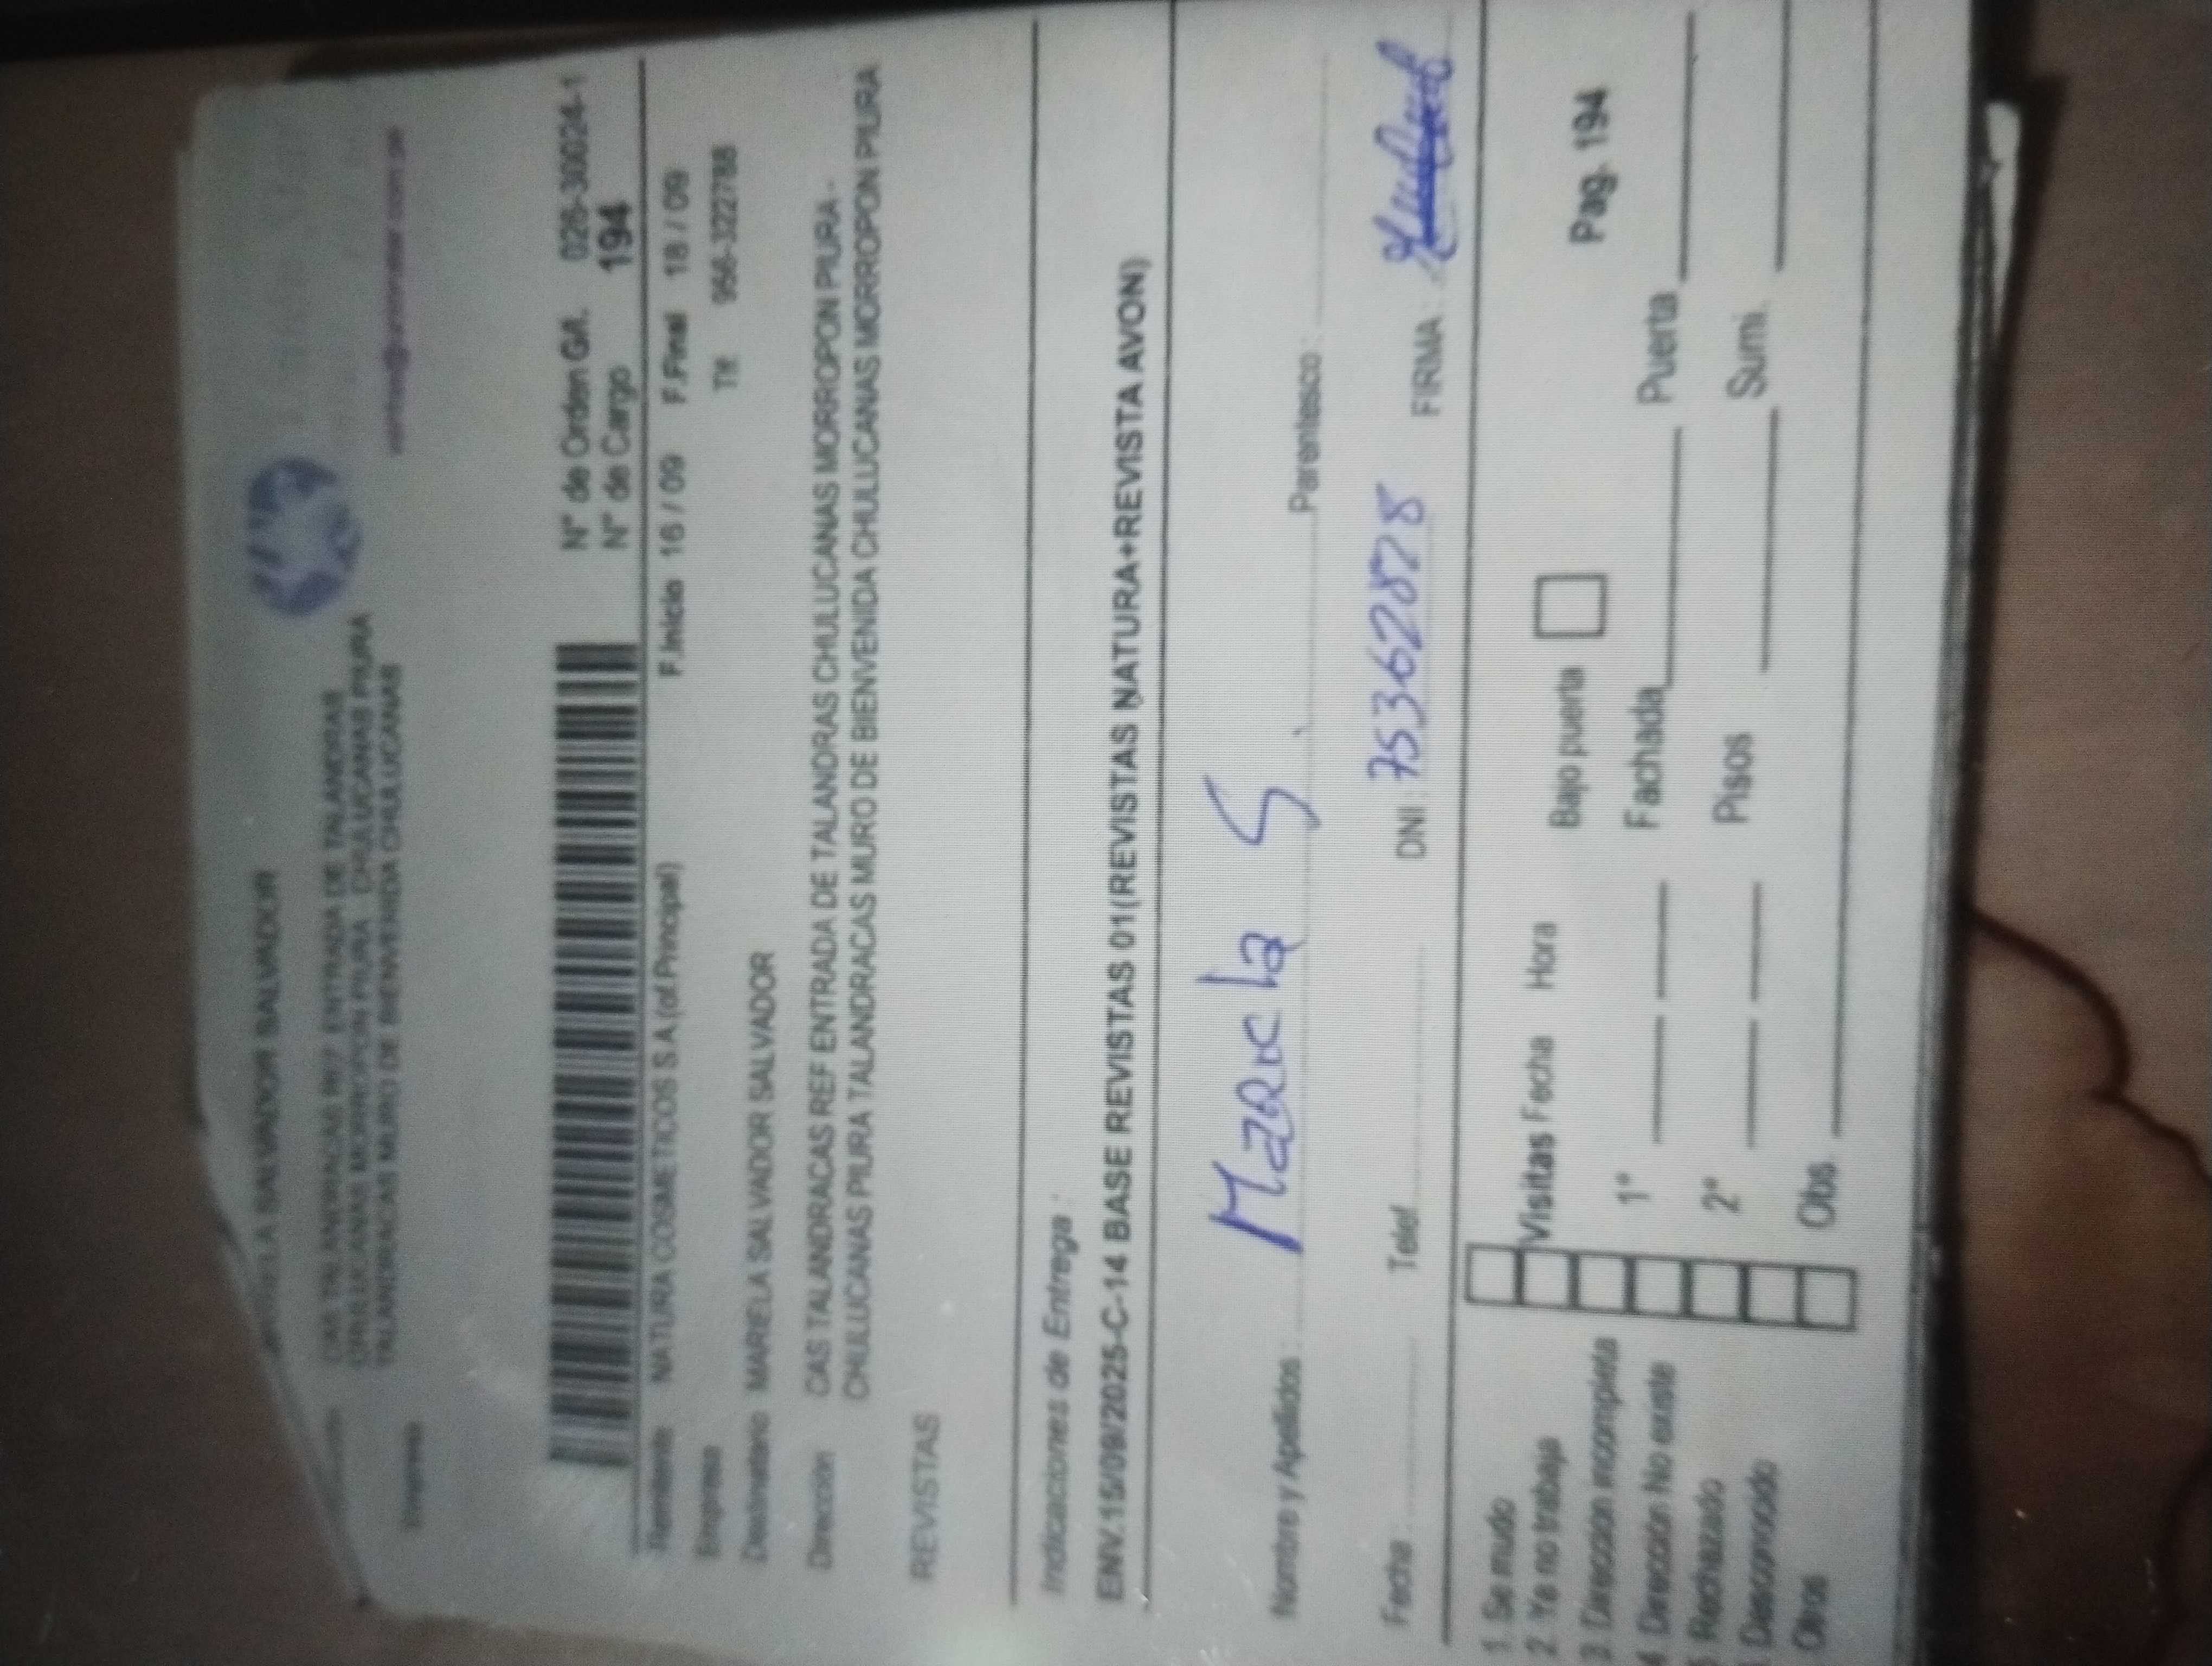 SALVADOR SALVADOR
CAS TALANDRACAS REF ENTRADA DE TALANDRAS
CHULUCANAS MORROPON PIURA CHULUCANAS PIURA
TALANDRACAS MURO DE BIENVENIDA CHULUCANAS
Empresa
N° de Orden G/I. 026-30024-1
N° de Cargo 194
Remitente NATURA COSMETICOS S.A (of.Principal) F.Inicio 16 / 09 F.Final 18 / 09
Empresa Tlf 956-322788
Destinatario MARIELA SALVADOR SALVADOR
Dirección CAS TALANDRACAS REF ENTRADA DE TALANDRAS CHULUCANAS MORROPON PIURA -
CHULUCANAS PIURA TALANDRACAS MURO DE BIENVENIDA CHULUCANAS MORROPON PIURA
REVISTAS
Indicaciones de Entrega :
ENV.15/09/2025-C-14 BASE REVISTAS 01(REVISTAS NATURA+REVISTA AVON)
Nombre y Apellidos : S. Parentesco :
Fecha : Telef. DNI : 75362828 FIRMA :
1. Se mudo
2. Ya no trabaja Visitas Fecha Hora Bajo puerta Pag. 194
3 Dirección incompleta
4 Dirección No existe 1° Fachada Puerta
5 Rechazado
Desconocido 2° Pisos Sumi.
Otros Obs.